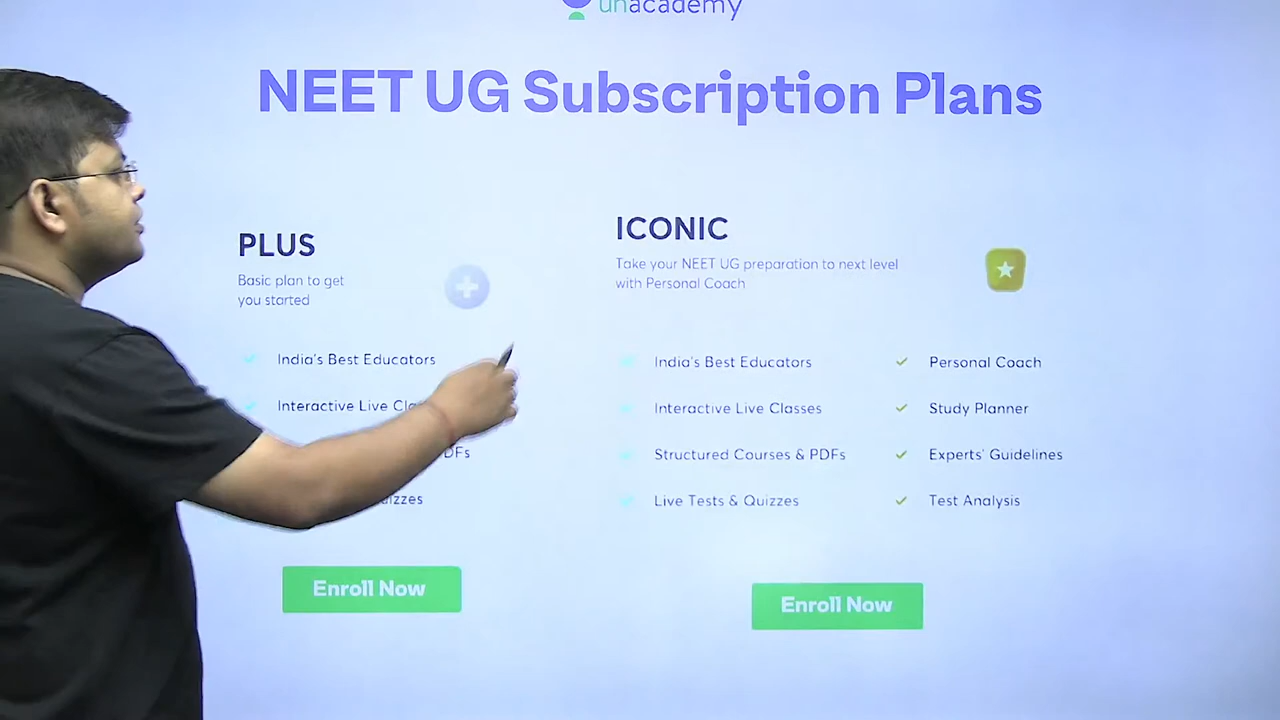 unacademy
NEET UG Subscription Plans
PLUS
Basic plan to get
you started
India's Best Educators
Interactive Live
DFs
izzes
Enroll Now
ICONIC
Take your NEET UG preparation to next level
with Personal Coach
India's Best Educators
Interactive Live Classes
Structured Courses & PDFs
Live Tests & Quizzes
Personal Coach
Study Planner
Experts' Guidelines
Test Analysis
Enroll Now